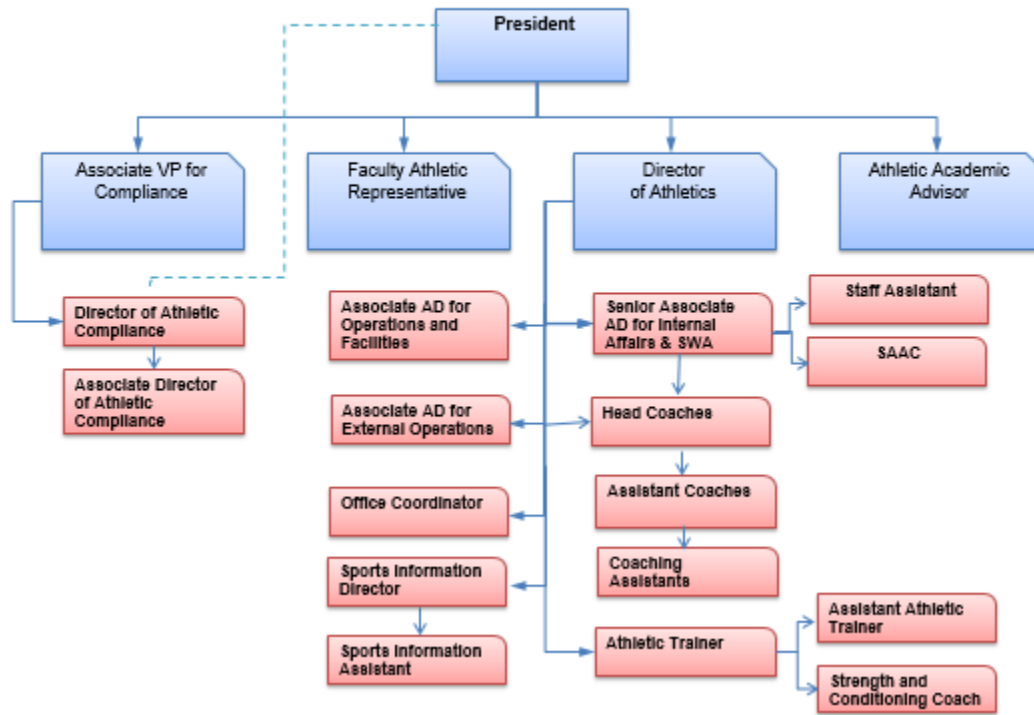 President
Associate VP for
Compliance
Faculty Athletic
Representative
Director
of Athletics
Athletic Academic
Advisor
Director of Athletic
Compliance
Associate Director
of Athletic
Compliance
Associate AD for
Operations and
Facilities
Senior Associate
AD for Internal
Affairs & SWA
Staff Assistant
SAAC
Associate AD for
External Operations
Head Coaches
Office Coordinator
Assistant Coaches
Sports Information
Director
Coaching
Assistants
Sports Information
Assistant
Athletic Trainer
Assistant Athletic
Trainer
Strength and
Conditioning Coach